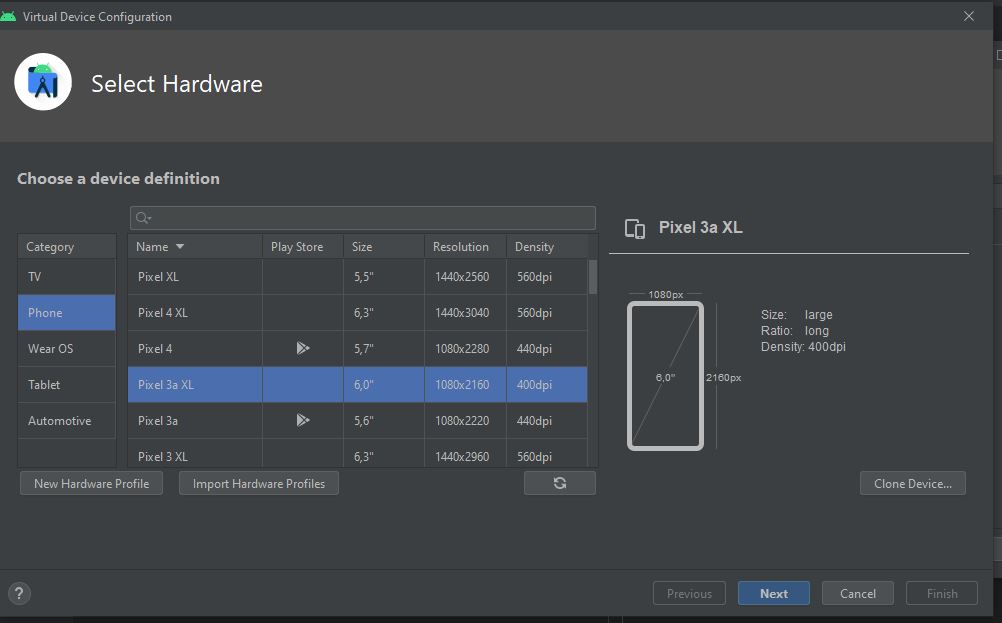 Virtual Device Configuration
Select Hardware
Choose a device definition
Category
TV
Phone
Wear OS
Tablet
Automotive
Name Play Store Size Resolution Density
Pixel XL 5,5" 1440x2560 560dpi
Pixel 4 XL 6,3" 1440x3040 560dpi
Pixel 4 5,7" 1080x2280 440dpi
Pixel 3a XL 6,0" 1080x2160 400dpi
Pixel 3a 5,6" 1080x2220 440dpi
Pixel 3 XL 6,3" 1440x2960 560dpi
New Hardware Profile Import Hardware Profiles
Pixel 3a XL
1080px
6,0"
2160px
Size: large
Ratio: long
Density: 400dpi
Clone Device...
? Previous Next Cancel Finish